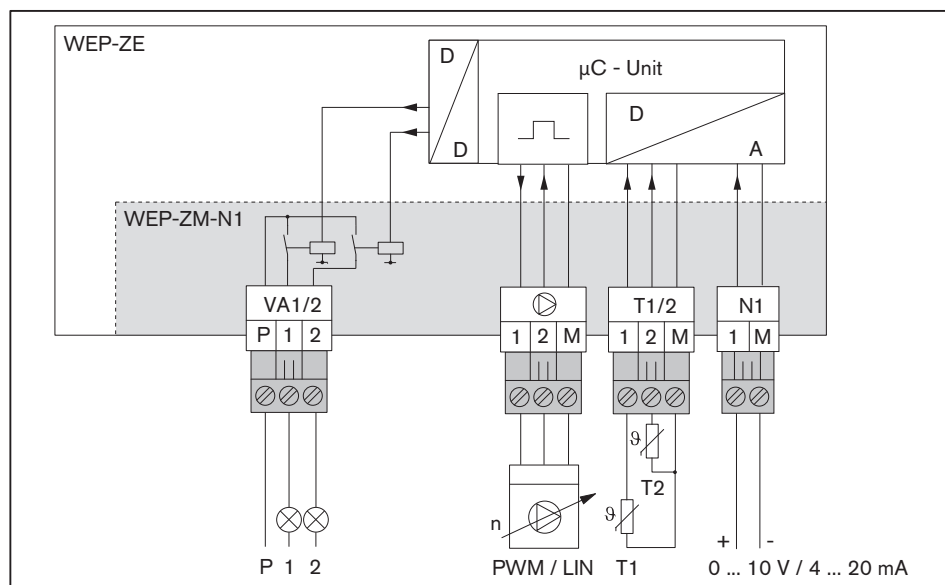 WEP-ZE
D
µC - Unit
D
D
A
WEP-ZM-N1
VA1/2
T1/2
N1
P 1 2
1 2 M
1 2 M
1 M
ϑ
T2
ϑ
n
+ -
P 1 2
PWM / LIN
T1
0 ... 10 V / 4 ... 20 mA